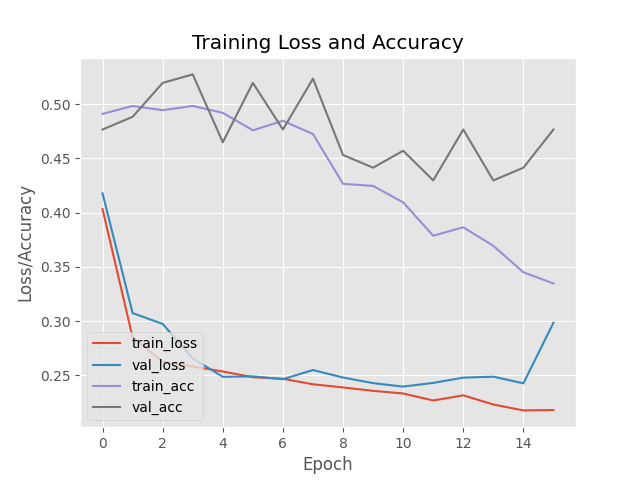 Training Loss and Accuracy
Loss/Accuracy
0.50
0.45
0.40
0.35
0.30
0.25
train_loss
val_loss
train_acc
val_acc
0 2 4 6 8 10 12 14
Epoch